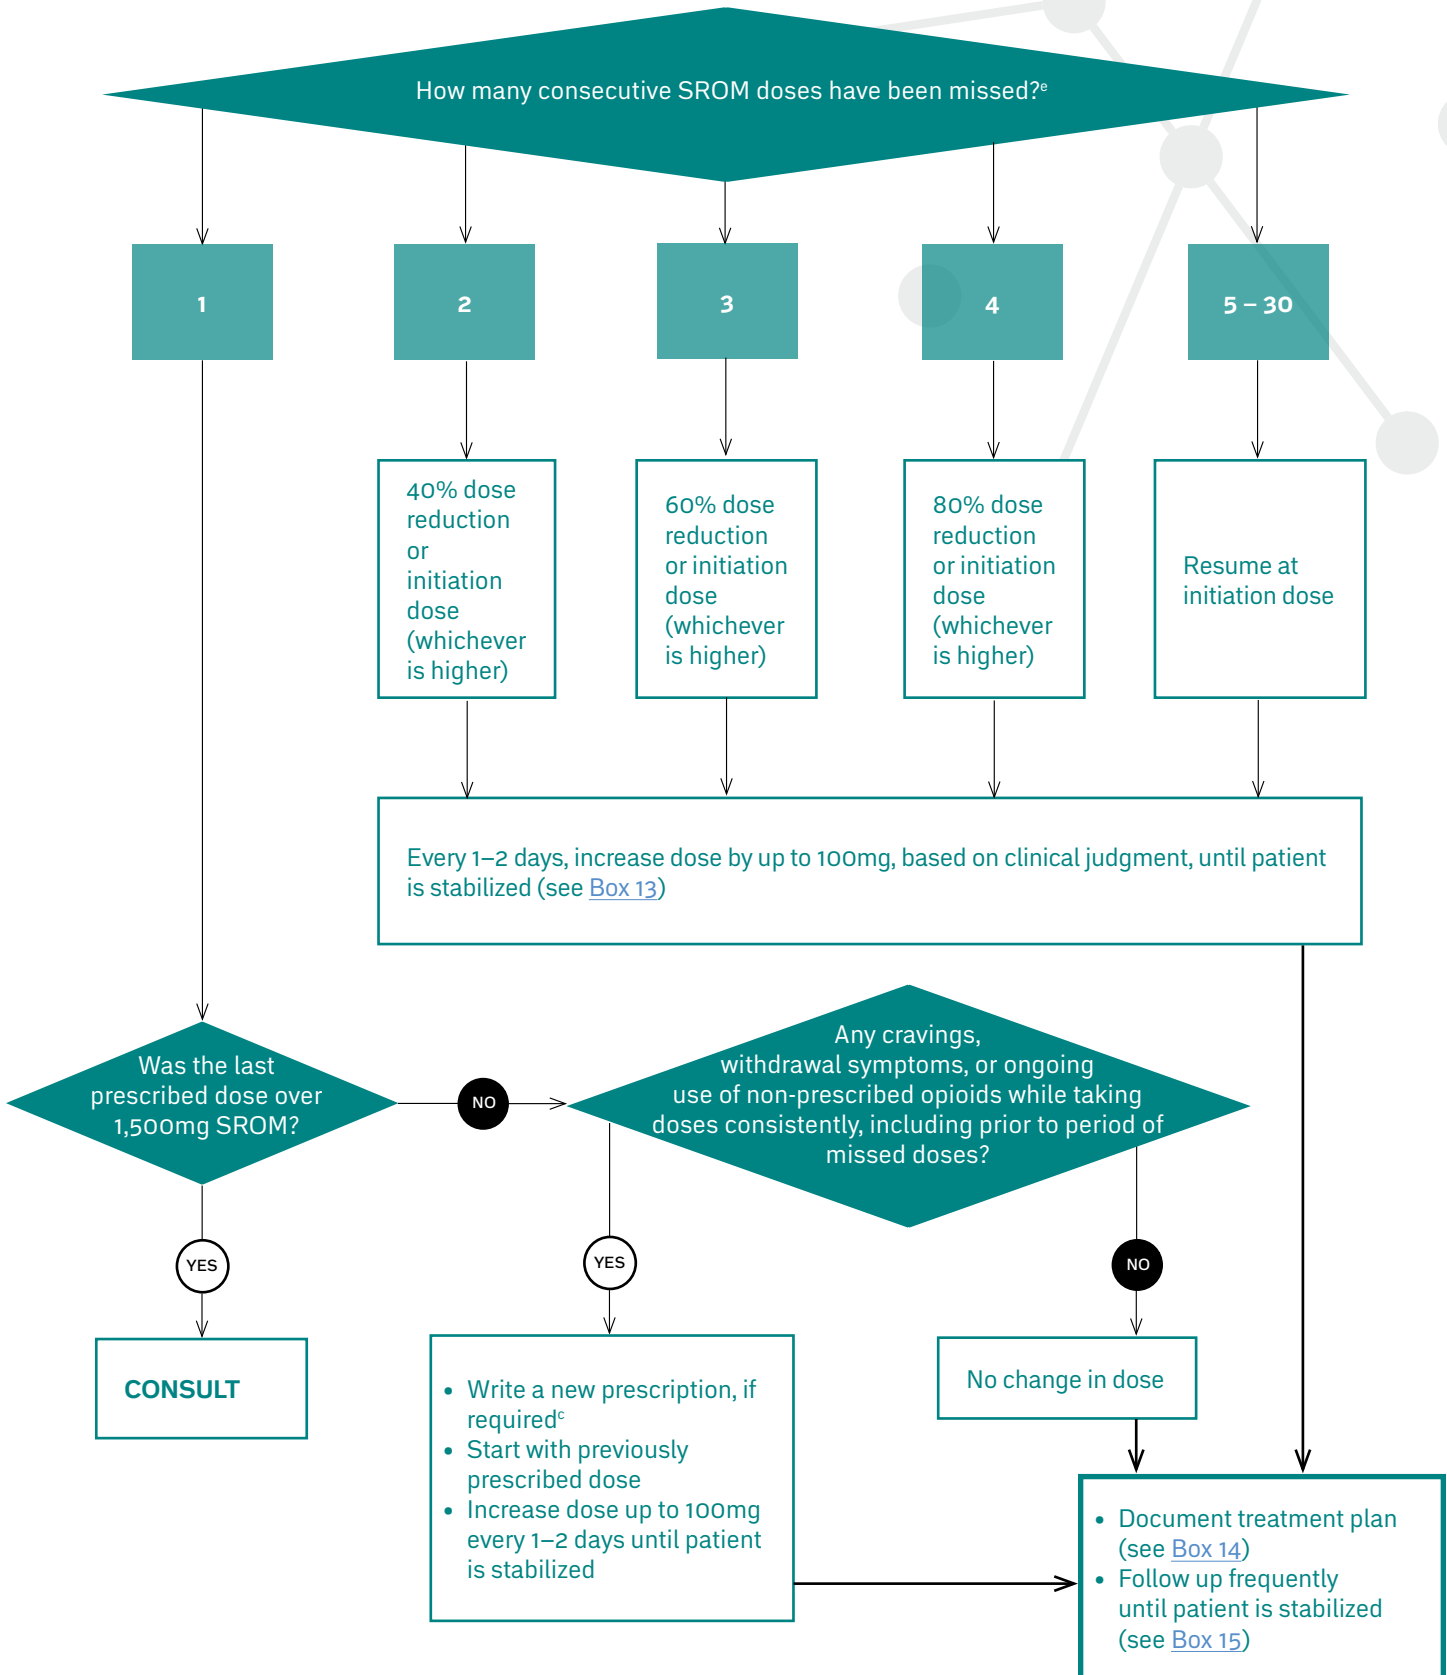 How many consecutive SROM doses have been missed?ᵉ
1
2
3
4
5 – 30
40% dose
reduction
or
initiation
dose
(whichever
is higher)
60% dose
reduction
or initiation
dose
(whichever
is higher)
80% dose
reduction
or initiation
dose
(whichever
is higher)
Resume at
initiation dose
Every 1–2 days, increase dose by up to 100mg, based on clinical judgment, until patient
is stabilized (see Box 13)
Was the last
prescribed dose over
1,500mg SROM?
NO
Any cravings,
withdrawal symptoms, or ongoing
use of non-prescribed opioids while taking
doses consistently, including prior to period of
missed doses?
YES
YES
NO
CONSULT
• Write a new prescription, if
requiredᶜ
• Start with previously
prescribed dose
• Increase dose up to 100mg
every 1–2 days until patient
is stabilized
No change in dose
• Document treatment plan
(see Box 14)
• Follow up frequently
until patient is stabilized
(see Box 15)